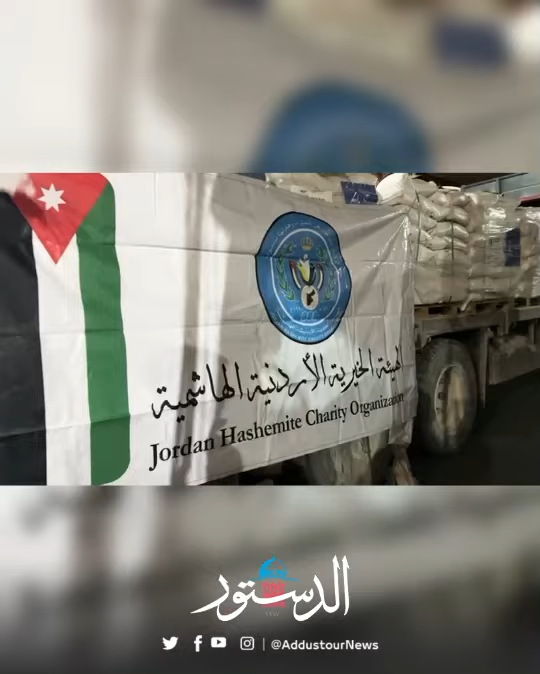 الهيئة الخيرية الأردنية الهاشمية
Jordan Hashemite Charity Organization
الدستور
@AddustourNews